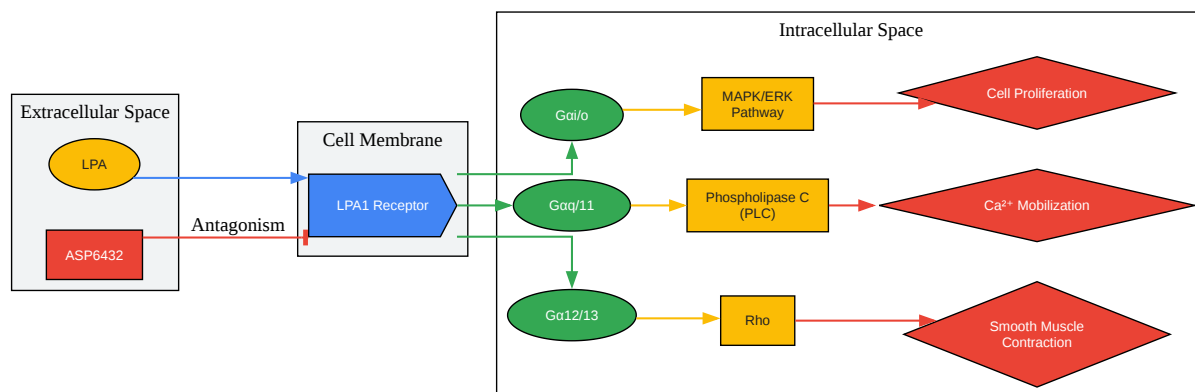 Intracellular Space
Extracellular Space
LPA
ASP6432
Antagonism
Cell Membrane
LPA1 Receptor
Gαi/o
MAPK/ERK
Pathway
Cell Proliferation
Gαq/11
Phospholipase C
(PLC)
Ca²⁺ Mobilization
Gα12/13
Rho
Smooth Muscle
Contraction